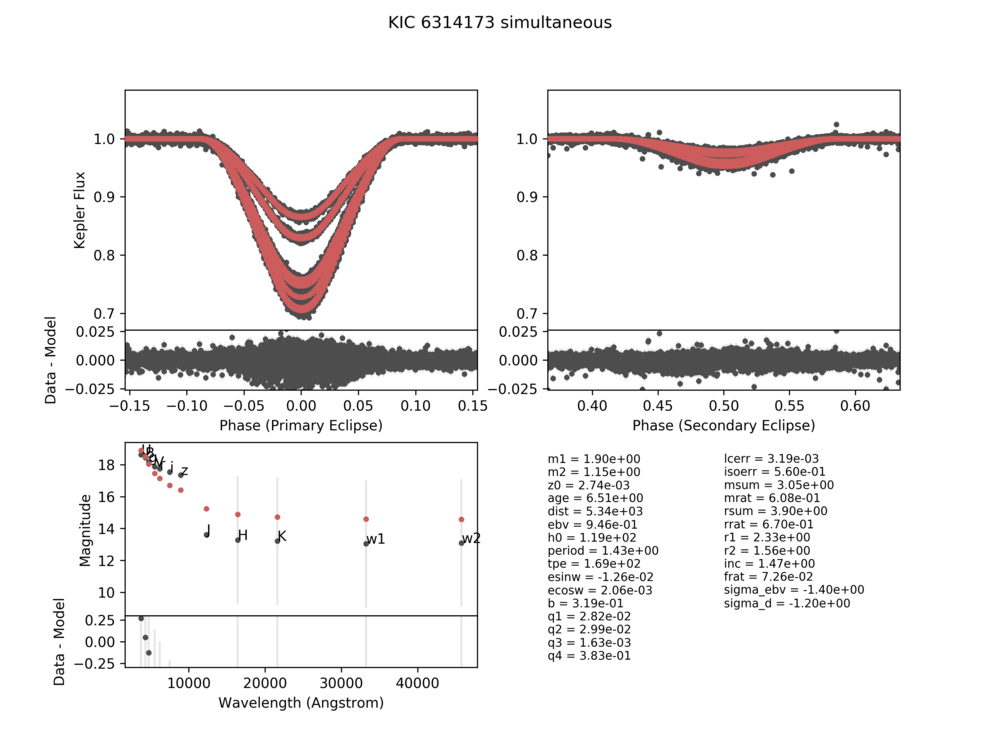 KIC 6314173 simultaneous
Kepler Flux
1.0
0.9
0.8
0.7
1.0
0.9
0.8
0.7
Data - Model
0.025
0.000
−0.025
0.025
0.000
−0.025
−0.15 −0.10 −0.05 0.00 0.05 0.10 0.15
0.40 0.45 0.50 0.55 0.60
Phase (Primary Eclipse)
Phase (Secondary Eclipse)
Magnitude
18
16
14
12
10
i z
J H K w1 w2
Data - Model
0.25
0.00
−0.25
10000 20000 30000 40000
Wavelength (Angstrom)
m1 = 1.90e+00
m2 = 1.15e+00
z0 = 2.74e-03
age = 6.51e+00
dist = 5.34e+03
ebv = 9.46e-01
h0 = 1.19e+02
period = 1.43e+00
tpe = 1.69e+02
esinw = -1.26e-02
ecosw = 2.06e-03
b = 3.19e-01
q1 = 2.82e-02
q2 = 2.99e-02
q3 = 1.63e-03
q4 = 3.83e-01
lcerr = 3.19e-03
isoerr = 5.60e-01
msum = 3.05e+00
mrat = 6.08e-01
rsum = 3.90e+00
rrat = 6.70e-01
r1 = 2.33e+00
r2 = 1.56e+00
inc = 1.47e+00
frat = 7.26e-02
sigma_ebv = -1.40e+00
sigma_d = -1.20e+00